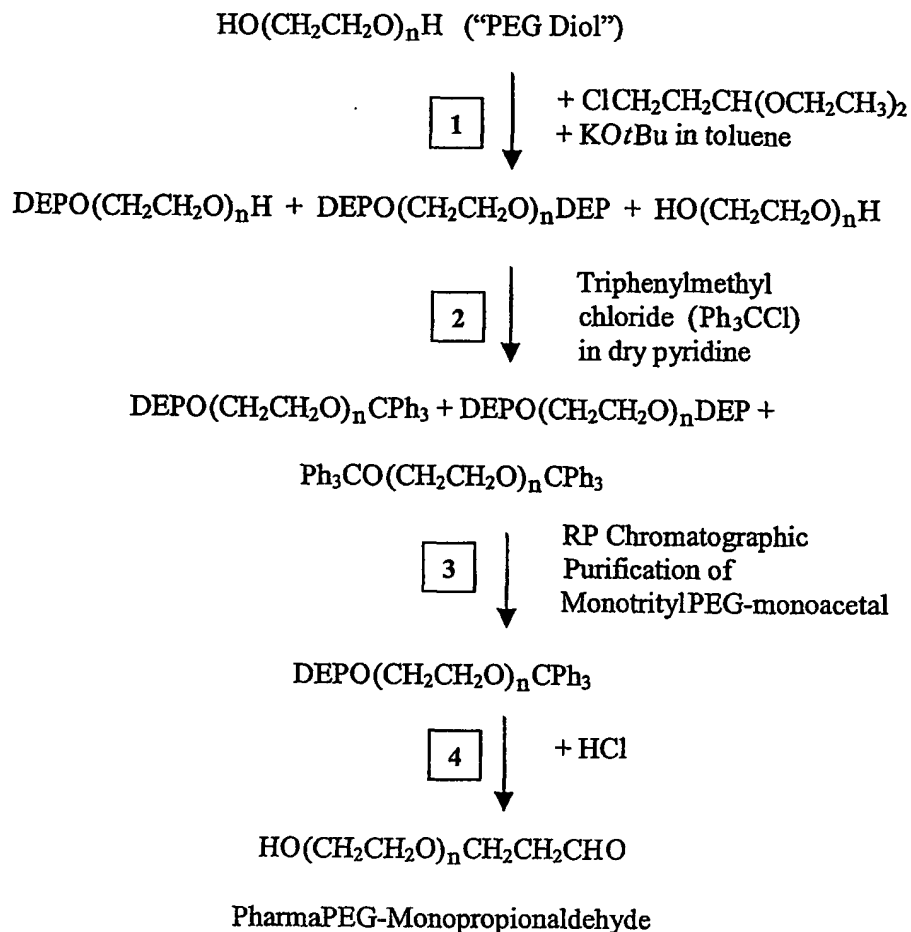 HO(CH₂CH₂O)ₙH ("PEG Diol")
1
+ ClCH₂CH₂CH(OCH₂CH₃)₂
+ KOtBu in toluene
DEPO(CH₂CH₂O)ₙH + DEPO(CH₂CH₂O)ₙDEP + HO(CH₂CH₂O)ₙH
2
Triphenylmethyl
chloride (Ph₃CCl)
in dry pyridine
DEPO(CH₂CH₂O)ₙCPh₃ + DEPO(CH₂CH₂O)ₙDEP +
Ph₃CO(CH₂CH₂O)ₙCPh₃
3
RP Chromatographic
Purification of
MonotritylPEG-monoacetal
DEPO(CH₂CH₂O)ₙCPh₃
4
+ HCl
HO(CH₂CH₂O)ₙCH₂CH₂CHO
PharmaPEG-Monopropionaldehyde